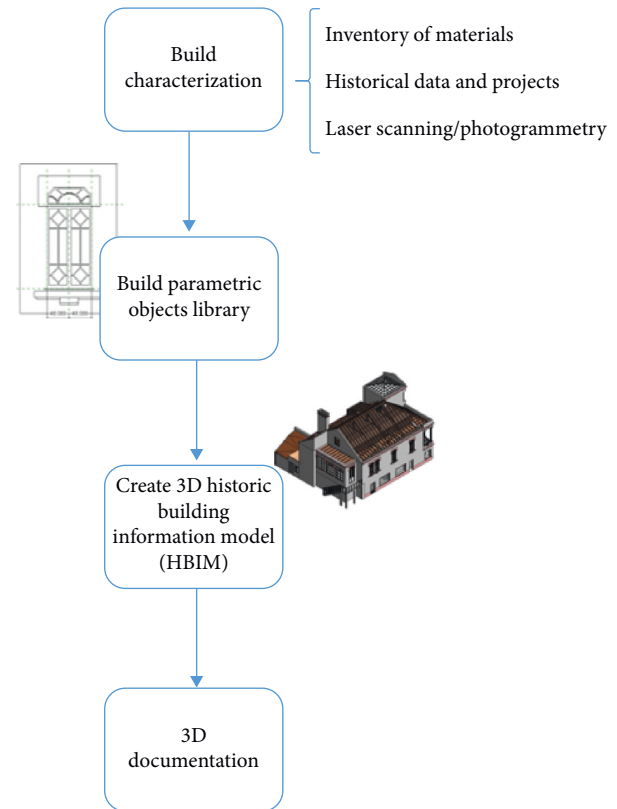 Build
characterization
Inventory of materials
Historical data and projects
Laser scanning/photogrammetry
Build parametric
objects library
Create 3D historic
building
information model
(HBIM)
3D
documentation